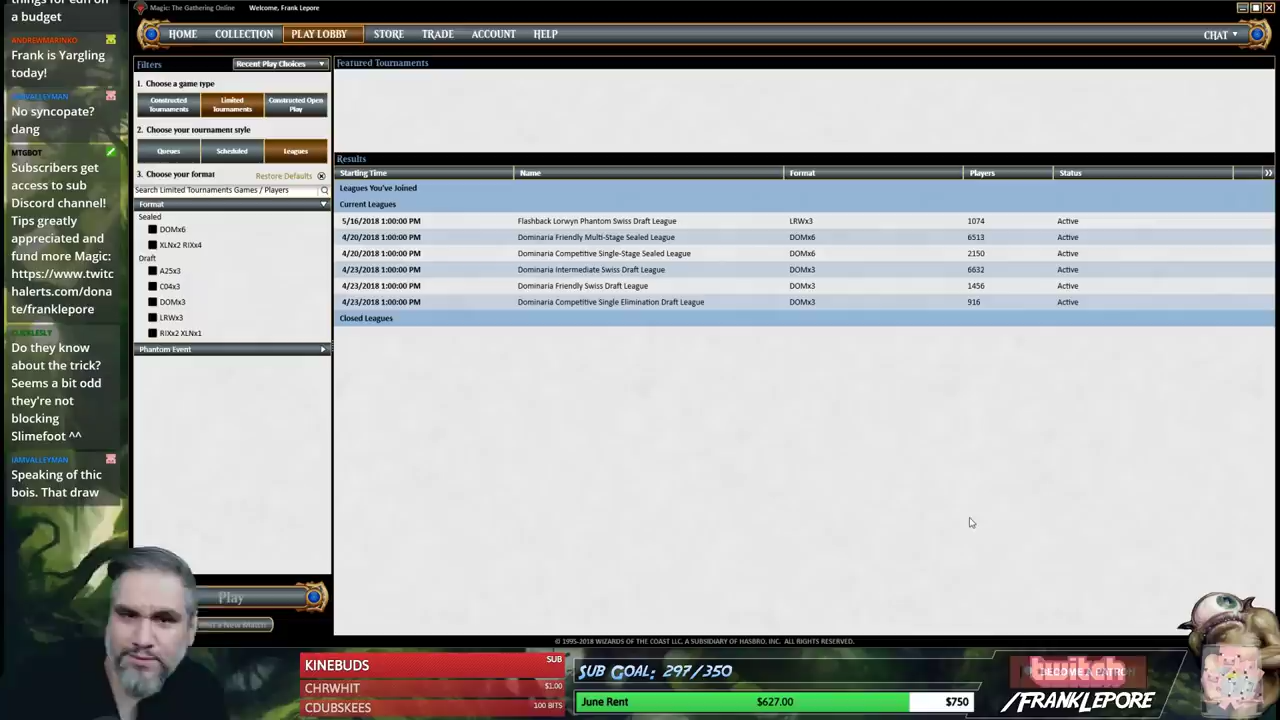 things for edh on
a budget
ANDREWMARINKO
Frank is Yargling
today!
IAMVALLEYMAN
No syncopate?
dang
MTGBOT
Subscribers get
access to sub
Discord channel!
Tips greatly
appreciated and
fund more Magic:
https://www.twitc
halerts.com/dona
te/franklepore
CLICKLESLY
Do they know
about the trick?
Seems a bit odd
they're not
blocking
Slimefoot ^^
IAMVALLEYMAN
Speaking of thic
bois. That draw
Magic: The Gathering Online Welcome, Frank Lepore
HOME COLLECTION PLAY LOBBY STORE TRADE ACCOUNT HELP CHAT
Filters Recent Play Choices
1. Choose a game type
Constructed Tournaments Limited Tournaments Constructed Open Play
2. Choose your tournament style
Queues Scheduled Leagues
3. Choose your format Restore Defaults
Search Limited Tournaments Games / Players
Format
Sealed
DOMx6
XLNx2 RIXx4
Draft
A25x3
C04x3
DOMx3
LRWx3
RIXx2 XLNx1
Phantom Event
Play
Featured Tournaments
Results
Starting Time Name Format Players Status
Leagues You've Joined
Current Leagues
5/16/2018 1:00:00 PM Flashback Lorwyn Phantom Swiss Draft League LRWx3 1074 Active
4/20/2018 1:00:00 PM Dominaria Friendly Multi-Stage Sealed League DOMx6 6513 Active
4/20/2018 1:00:00 PM Dominaria Competitive Single-Stage Sealed League DOMx6 2150 Active
4/23/2018 1:00:00 PM Dominaria Intermediate Swiss Draft League DOMx3 6632 Active
4/23/2018 1:00:00 PM Dominaria Friendly Swiss Draft League DOMx3 1456 Active
4/23/2018 1:00:00 PM Dominaria Competitive Single Elimination Draft League DOMx3 916 Active
Closed Leagues
© 1995-2018 WIZARDS OF THE COAST LLC, A SUBSIDIARY OF HASBRO, INC. ALL RIGHTS RESERVED.
KINEBUDS SUB
CHRWHIT $1.00
CDUBSKEES 100 BITS
SUB GOAL: 297/350
June Rent $627.00 $750
twitch
BECOME A PATRON
/FRANKLEPORE